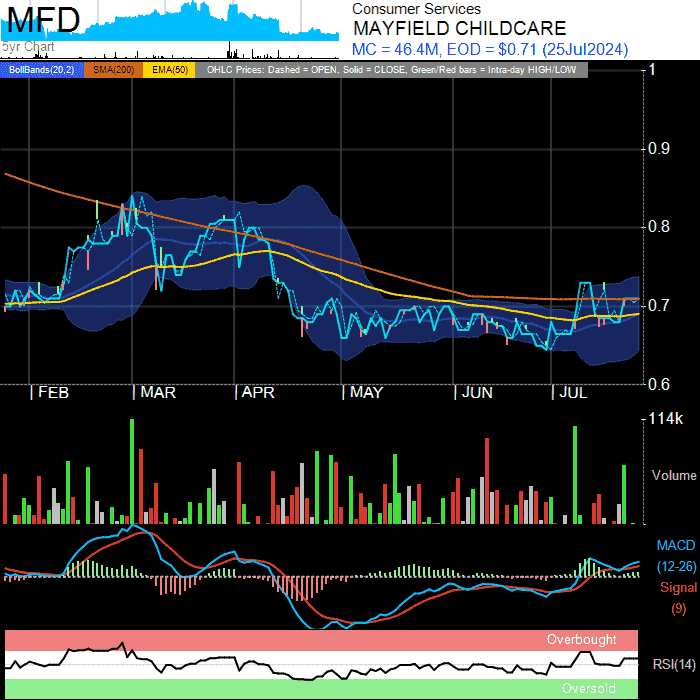 MFD
5yr Chart
Consumer Services
MAYFIELD CHILDCARE
MC = 46.4M, EOD = $0.71 (25Jul2024)
BollBands(20,2) SMA(200) EMA(50) OHLC Prices: Dashed = OPEN, Solid = CLOSE, Green/Red bars = Intra-day HIGH/LOW
1
0.9
0.8
0.7
0.6
FEB MAR APR MAY JUN JUL
114k
Volume
MACD
(12-26)
Signal
(9)
Overbought
RSI(14)
Oversold